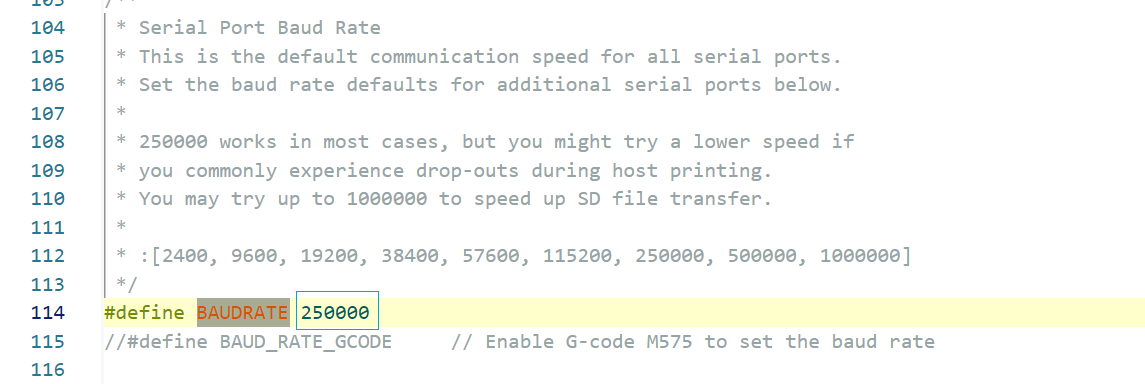 103 /**
104 * Serial Port Baud Rate
105 * This is the default communication speed for all serial ports.
106 * Set the baud rate defaults for additional serial ports below.
107 *
108 * 250000 works in most cases, but you might try a lower speed if
109 * you commonly experience drop-outs during host printing.
110 * You may try up to 1000000 to speed up SD file transfer.
111 *
112 * :[2400, 9600, 19200, 38400, 57600, 115200, 250000, 500000, 1000000]
113 */
114 #define BAUDRATE 250000
115 //#define BAUD_RATE_GCODE     // Enable G-code M575 to set the baud rate
116